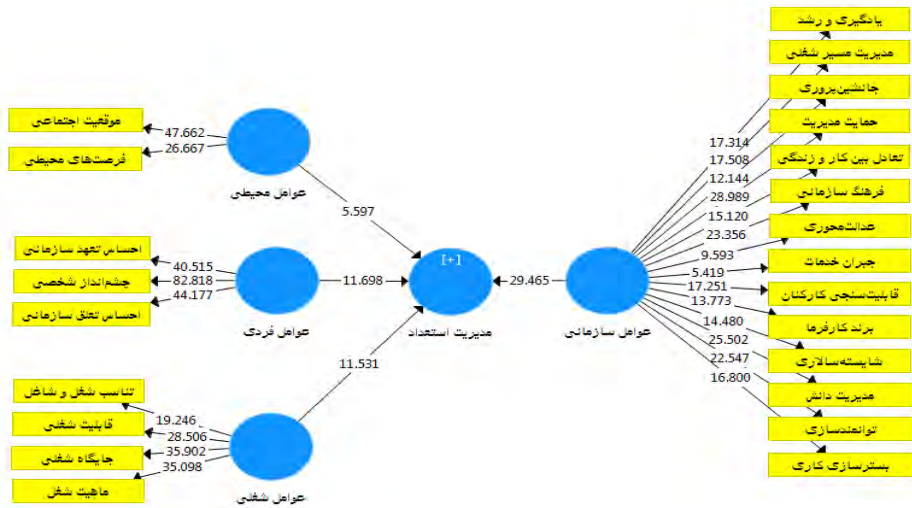 یادگیری و رشد
مدیریت مسیر شغلی
جانشین‌پروری
حمایت مدیریت
تعادل بین کار و زندگی
فرهنگ سازمانی
عدالت‌محوری
جبران خدمات
قابلیت‌سنجی کارکنان
برند کارفرما
شایسته‌سالاری
مدیریت دانش
توانمندسازی
بسترسازی کاری
17.314
17.508
12.144
28.989
15.120
23.356
9.593
5.419
17.251
13.773
14.480
25.502
22.547
16.800
عوامل سازمانی
29.465
[+]
مدیریت استعداد
5.597
11.698
11.531
عوامل محیطی
47.662
26.667
موقعیت اجتماعی
فرصت‌های محیطی
عوامل فردی
40.515
82.818
44.177
احساس تعهد سازمانی
چشم‌انداز شخصی
احساس تعلق سازمانی
عوامل شغلی
19.246
28.506
35.902
35.098
تناسب شغل و شاغل
قابلیت شغلی
جایگاه شغلی
ماهیت شغل